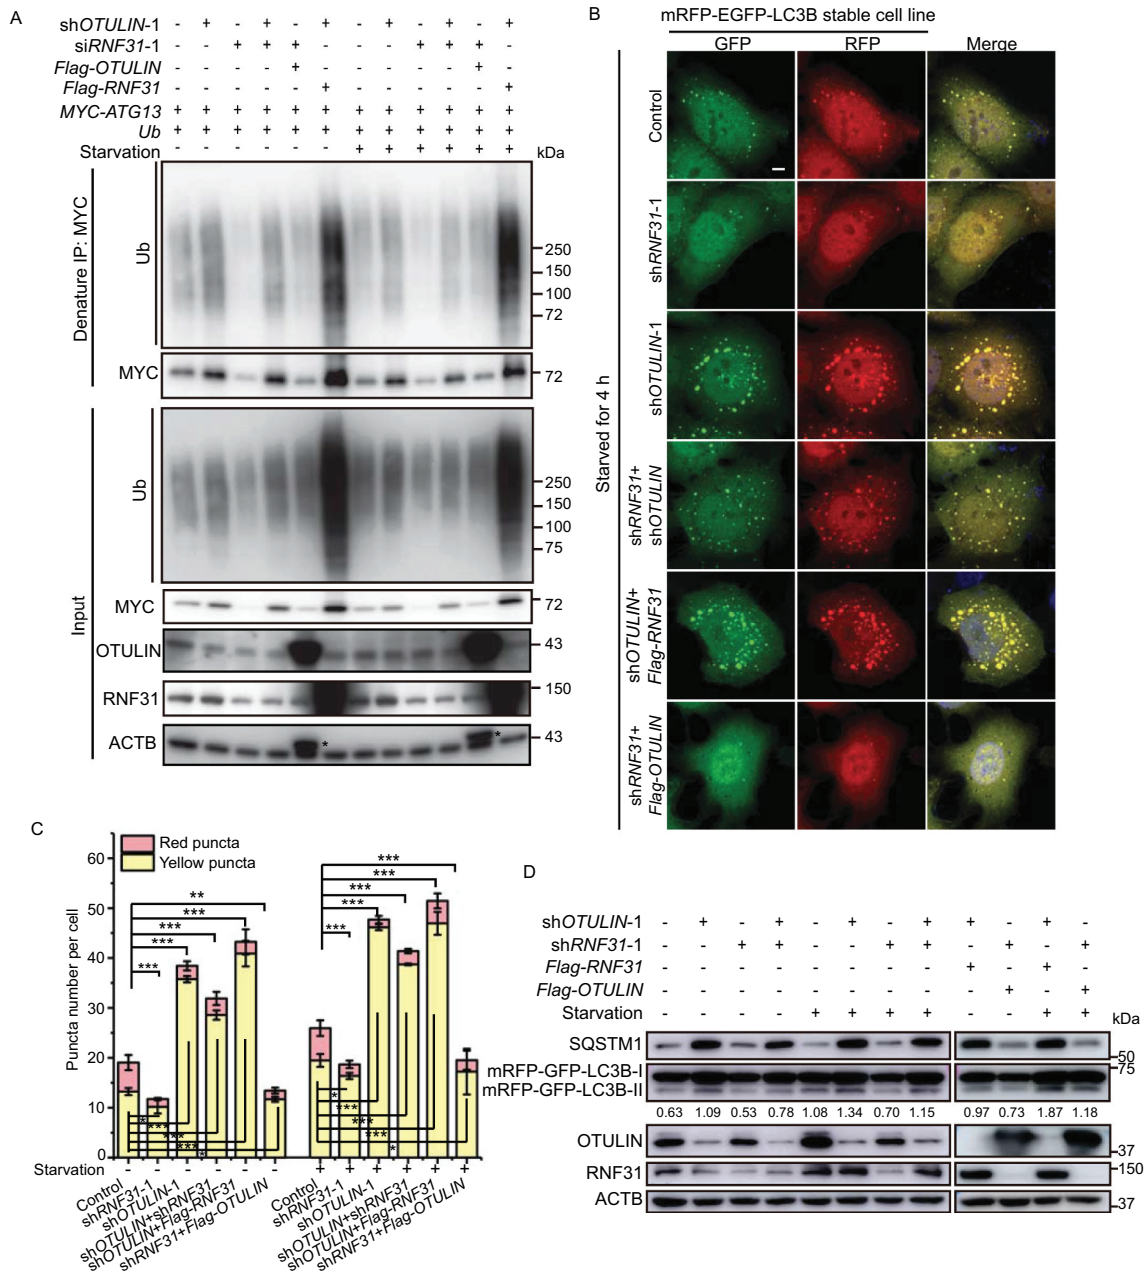 A
shOTULIN-1 - + - + - + - + - + - +
siRNF31-1 - - + + + - - - + + + -
Flag-OTULIN - - - - + - - - - - + -
Flag-RNF31 - - - - - + - - - - - +
MYC-ATG13 + + + + + + + + + + + +
Ub + + + + + + + + + + + +
Starvation - - - - - - + + + + + +
kDa
Denature IP: MYC
Ub
250
150
100
72
MYC
72
Input
Ub
250
150
100
75
MYC
72
OTULIN
43
RNF31
150
ACTB
43
*
*
B
mRFP-EGFP-LC3B stable cell line
GFP RFP Merge
Starved for 4 h
Control
shRNF31-1
shOTULIN-1
shRNF31+
shOTULIN
shOTULIN+
Flag-RNF31
shRNF31+
Flag-OTULIN
C
Red puncta
Yellow puncta
Puncta number per cell
60
50
40
30
20
10
0
**
***
***
***
***
***
***
***
***
***
*
***
***
***
*
*
***
***
***
*
Starvation - - - - - - + + + + + +
Control
shRNF31-1
shOTULIN-1
shOTULIN+shRNF31
shOTULIN+Flag-RNF31
shRNF31+Flag-OTULIN
Control
shRNF31-1
shOTULIN-1
shOTULIN+shRNF31
shOTULIN+Flag-RNF31
shRNF31+Flag-OTULIN
D
shOTULIN-1 - + - + - + - + + - + -
shRNF31-1 - - + + - - + + - + - +
Flag-RNF31 - - - - - - - - + - + -
Flag-OTULIN - - - - - - - - - + - +
Starvation - - - - + + + + - - + +
kDa
SQSTM1
50
75
mRFP-GFP-LC3B-I
mRFP-GFP-LC3B-II
0.63 1.09 0.53 0.78 1.08 1.34 0.70 1.15 0.97 0.73 1.87 1.18
OTULIN
37
RNF31
150
ACTB
37